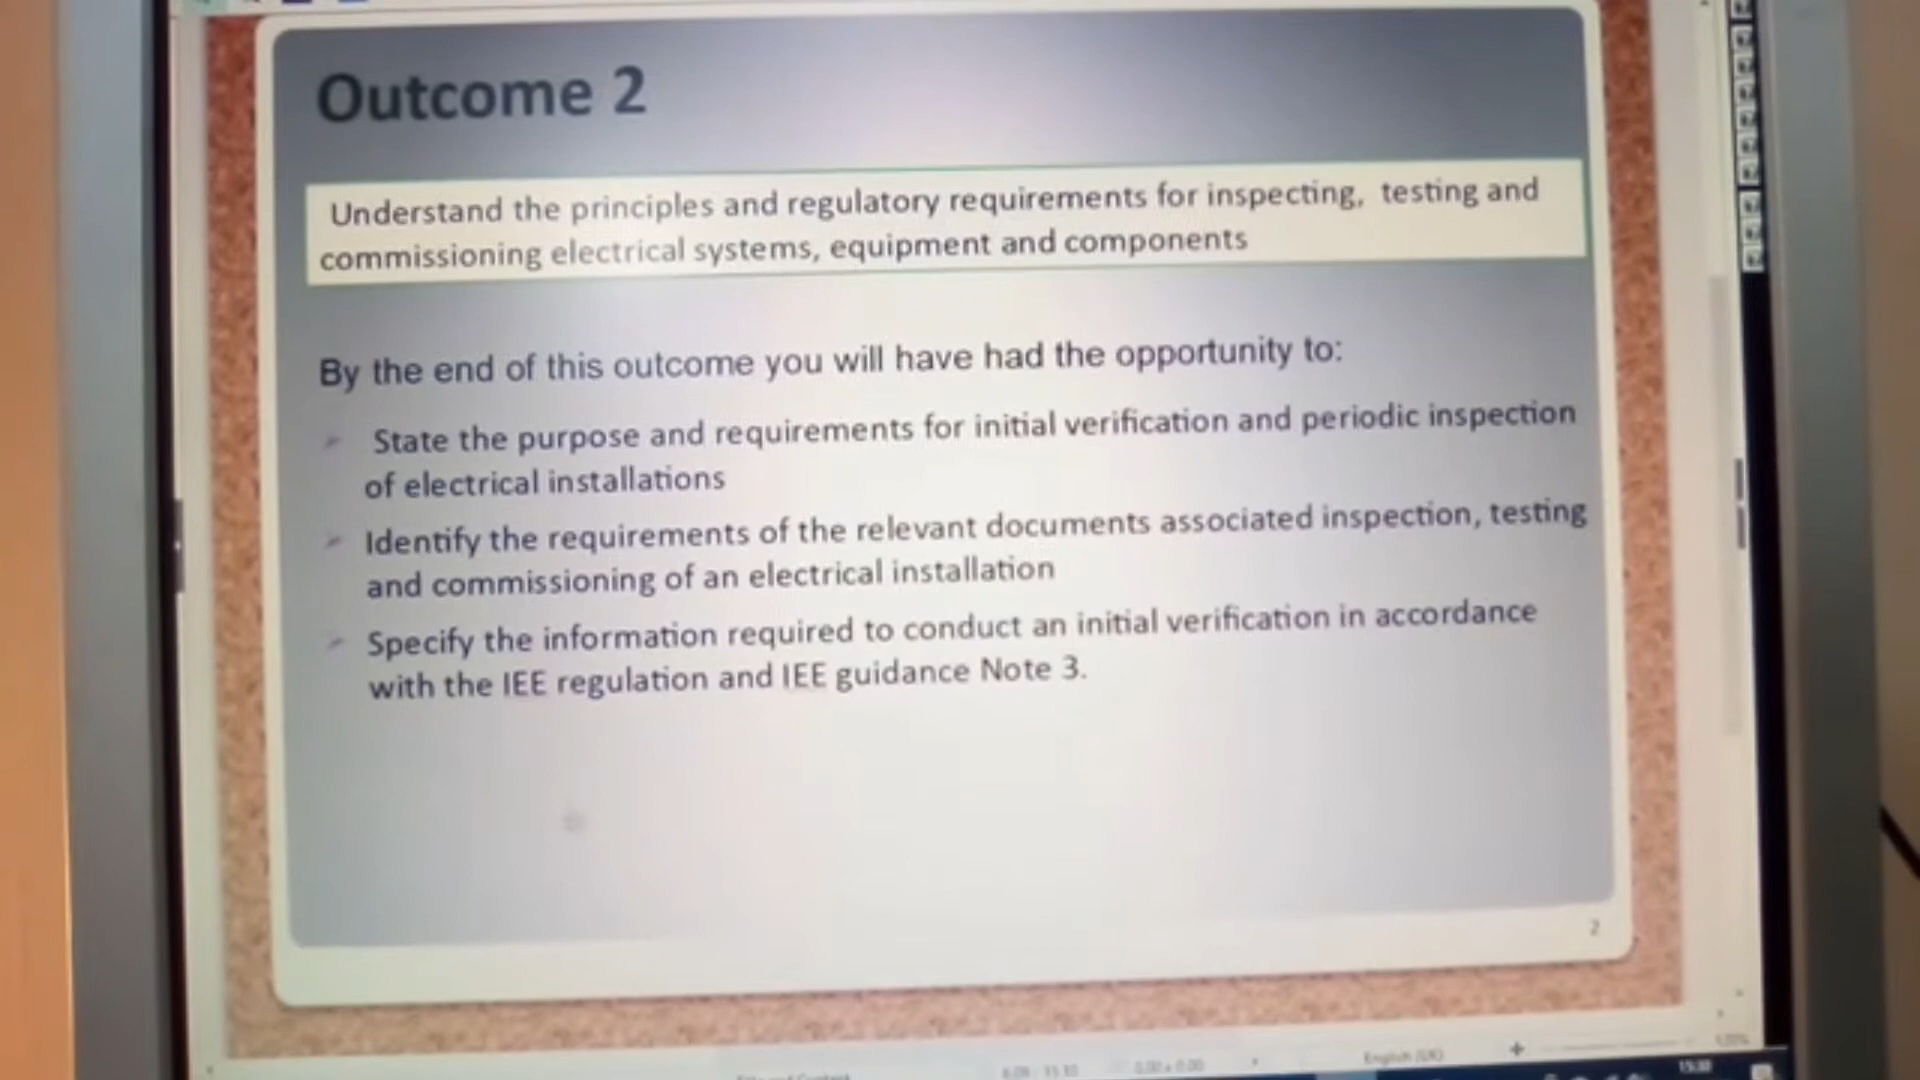 Outcome 2
Understand the principles and regulatory requirements for inspecting, testing and
commissioning electrical systems, equipment and components
By the end of this outcome you will have had the opportunity to:
State the purpose and requirements for initial verification and periodic inspection
of electrical installations
Identify the requirements of the relevant documents associated inspection, testing
and commissioning of an electrical installation
Specify the information required to conduct an initial verification in accordance
with the IEE regulation and IEE guidance Note 3.
2
English (UK)
15:30